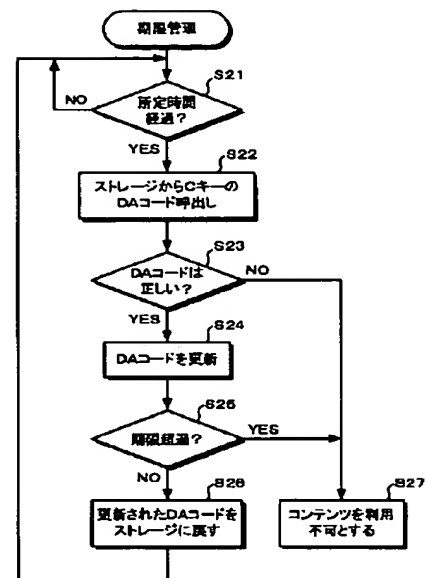 期限管理
S21
所定時間
経過?
NO
YES
S22
ストレージからCキーの
DAコード呼出し
S23
DAコードは
正しい?
NO
YES
S24
DAコードを更新
S25
期限超過?
YES
NO
S26
更新されたDAコードを
ストレージに戻す
S27
コンテンツを利用
不可とする